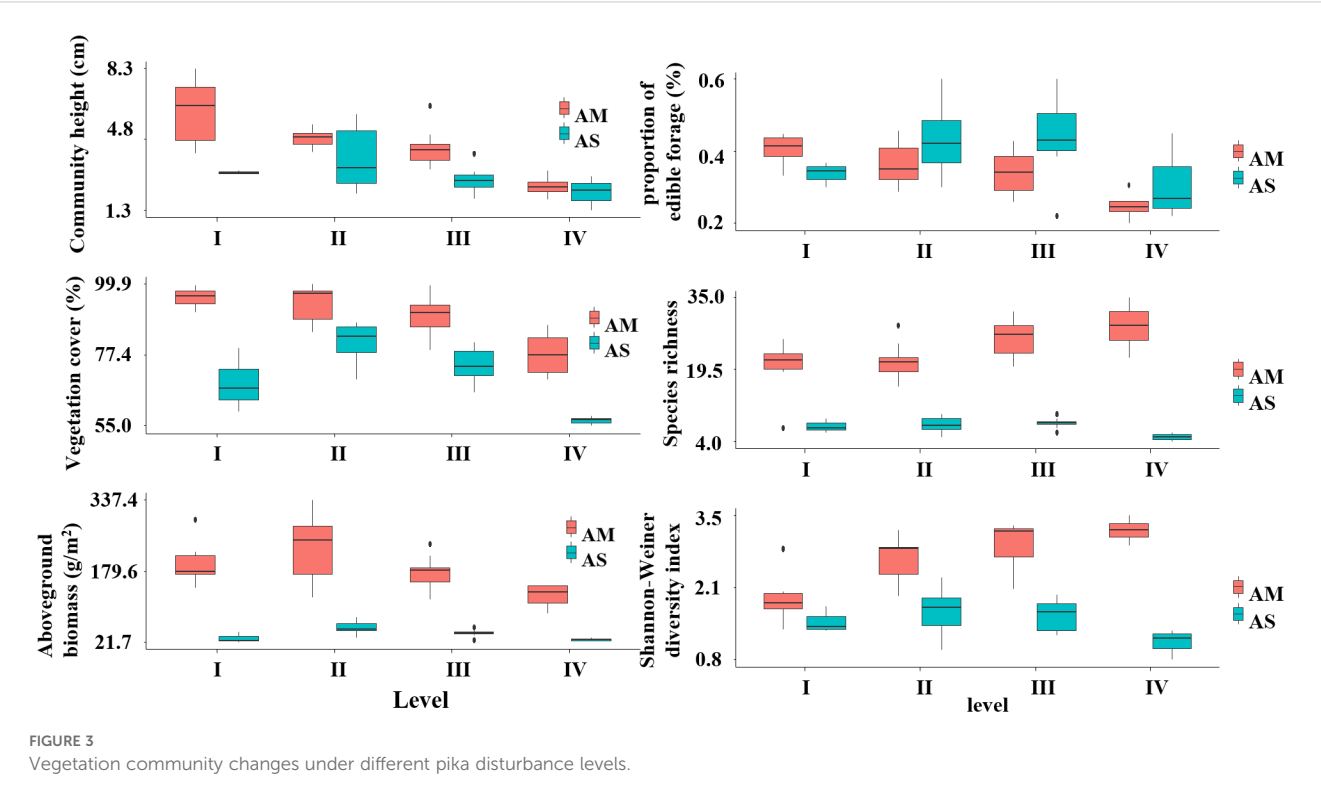 Community height (cm)
8.3
4.8
1.3
AM
AS
I II III IV
proportion of
edible forage (%)
0.6
0.4
0.2
AM
AS
I II III IV
Vegetation cover (%)
99.9
77.4
55.0
AM
AS
I II III IV
Species richness
35.0
19.5
4.0
AM
AS
I II III IV
Aboveground
biomass (g/m²)
337.4
179.6
21.7
AM
AS
I II III IV
Level
Shannon-Weiner
diversity index
3.5
2.1
0.8
AM
AS
I II III IV
level
FIGURE 3
Vegetation community changes under different pika disturbance levels.